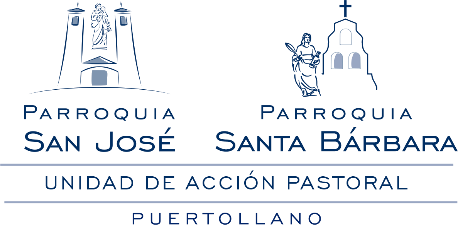 PARROQUIA
SAN JOSÉ
PARROQUIA
SANTA BÁRBARA
UNIDAD DE ACCIÓN PASTORAL
PUERTOLLANO